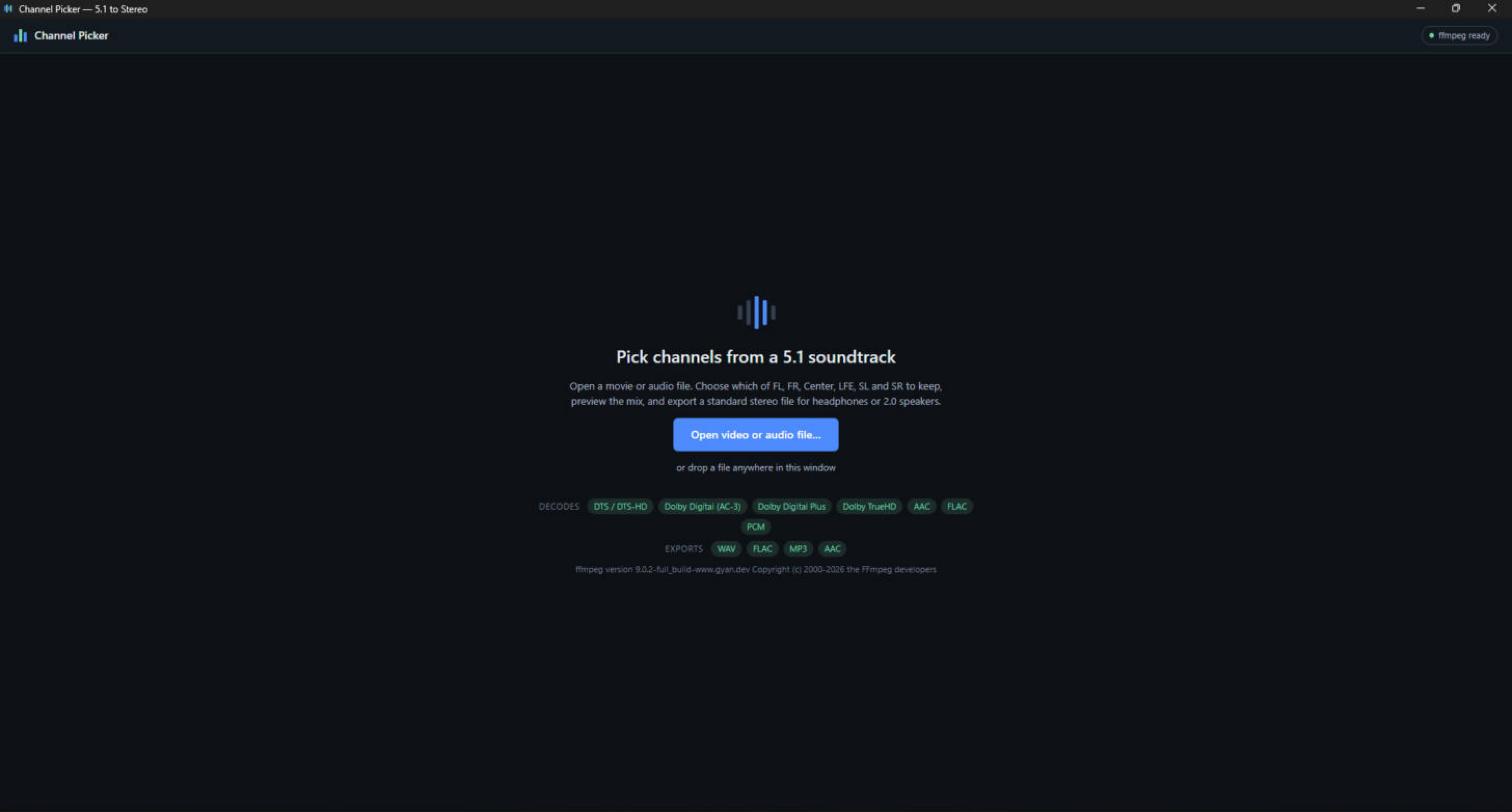 Channel Picker — 5.1 to Stereo
Channel Picker
ffmpeg ready
Pick channels from a 5.1 soundtrack
Open a movie or audio file. Choose which of FL, FR, Center, LFE, SL and SR to keep,
preview the mix, and export a standard stereo file for headphones or 2.0 speakers.
Open video or audio file...
or drop a file anywhere in this window
DECODES DTS / DTS-HD Dolby Digital (AC-3) Dolby Digital Plus Dolby TrueHD AAC FLAC
PCM
EXPORTS WAV FLAC MP3 AAC
ffmpeg version 9.0.2-full_build-www.gyan.dev Copyright (c) 2000-2026 the FFmpeg developers